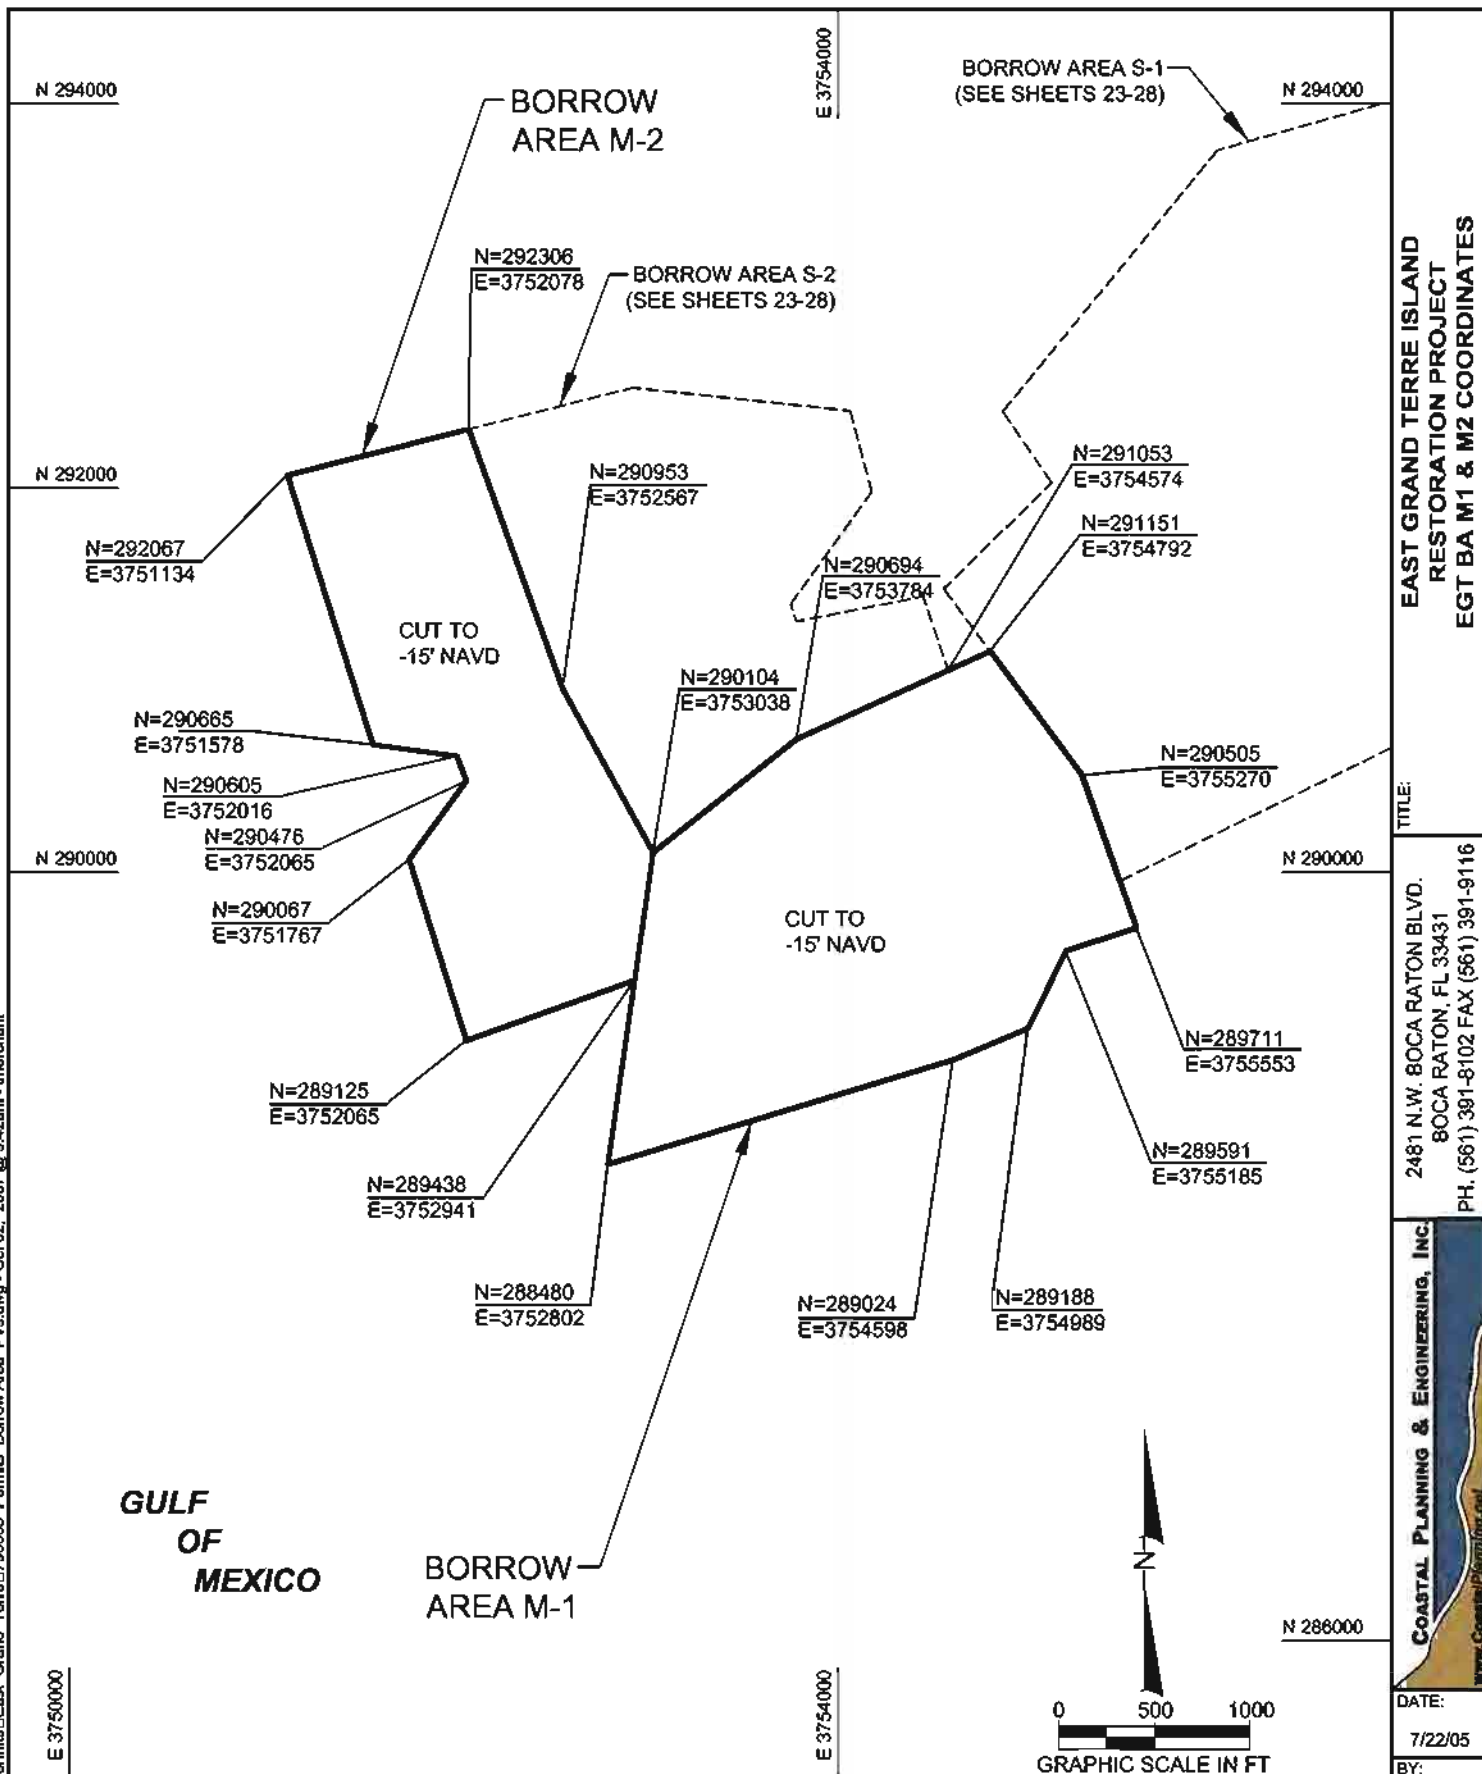 N 294000
E 3754000
BORROW AREA S-1
(SEE SHEETS 23-28)
N 294000
BORROW
AREA M-2
N=292306
E=3752078
BORROW AREA S-2
(SEE SHEETS 23-28)
N 292000
N=290953
E=3752567
N=291053
E=3754574
N=291151
E=3754792
N=292067
E=3751134
N=290694
E=3753784
CUT TO
-15' NAVD
N=290104
E=3753038
N=290665
E=3751578
N=290505
E=3755270
N=290605
E=3752016
N=290476
E=3752065
N 290000
N 290000
N=290067
E=3751767
CUT TO
-15' NAVD
N=289711
E=3755553
N=289125
E=3752065
N=289591
E=3755185
N=289438
E=3752941
N=288480
E=3752802
N=289024
E=3754598
N=289188
E=3754989
GULF
OF
MEXICO
BORROW
AREA M-1
N
N 286000
E 3750000
E 3754000
0 500 1000
GRAPHIC SCALE IN FT
EAST GRAND TERRE ISLAND
RESTORATION PROJECT
EGT BA M1 & M2 COORDINATES
TITLE:
2481 N.W. BOCA RATON BLVD.
BOCA RATON, FL 33431
PH. (561) 391-8102 FAX (561) 391-9116
COASTAL PLANNING & ENGINEERING, INC.
DATE:
7/22/05
BY: